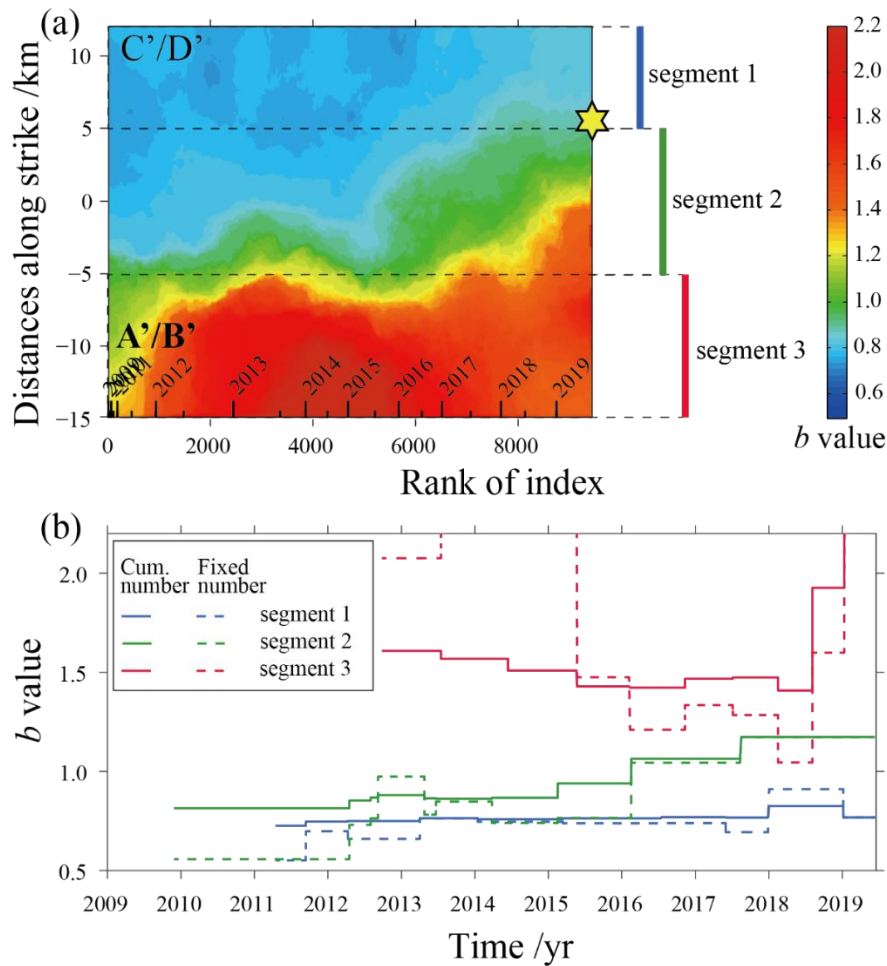 (a)
C’/D’
A’/B’
Distances along strike /km
10
5
0
−5
−10
−15
2009
2011
2012
2013
2014
2015
2016
2017
2018
2019
0
2000
4000
6000
8000
Rank of index
segment 1
segment 2
segment 3
2.2
2.0
1.8
1.6
1.4
1.2
1.0
0.8
0.6
b value
(b)
Cum. number
Fixed number
segment 1
segment 2
segment 3
b value
2.0
1.5
1.0
0.5
2009
2010
2011
2012
2013
2014
2015
2016
2017
2018
2019
Time /yr